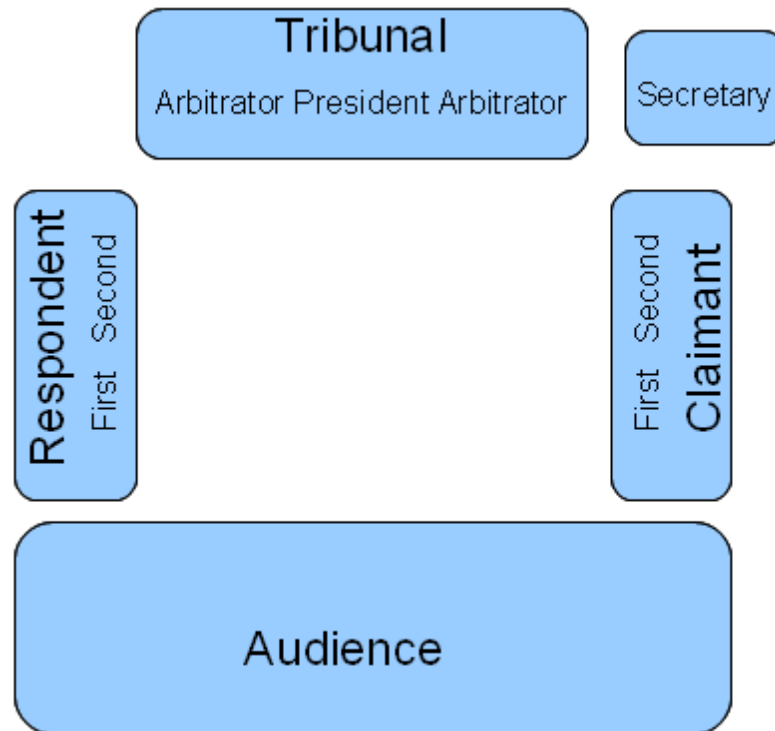 Tribunal
Arbitrator President Arbitrator
Secretary
Respondent
First Second
First Second
Claimant
Audience